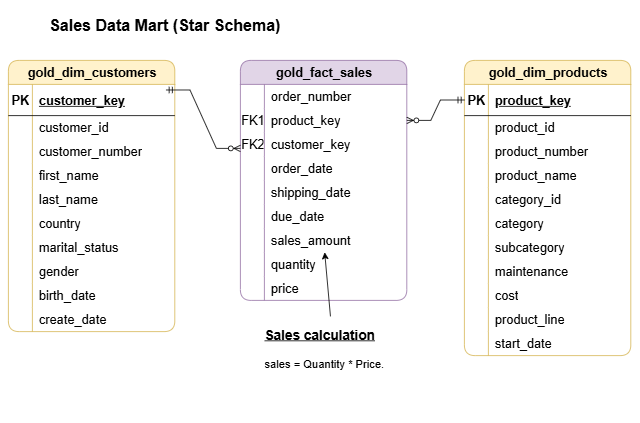 Sales Data Mart (Star Schema)
gold_dim_customers
PK customer_key
customer_id
customer_number
first_name
last_name
country
marital_status
gender
birth_date
create_date
gold_fact_sales
order_number
FK1 product_key
FK2 customer_key
order_date
shipping_date
due_date
sales_amount
quantity
price
Sales calculation
sales = Quantity * Price.
gold_dim_products
PK product_key
product_id
product_number
product_name
category_id
category
subcategory
maintenance
cost
product_line
start_date